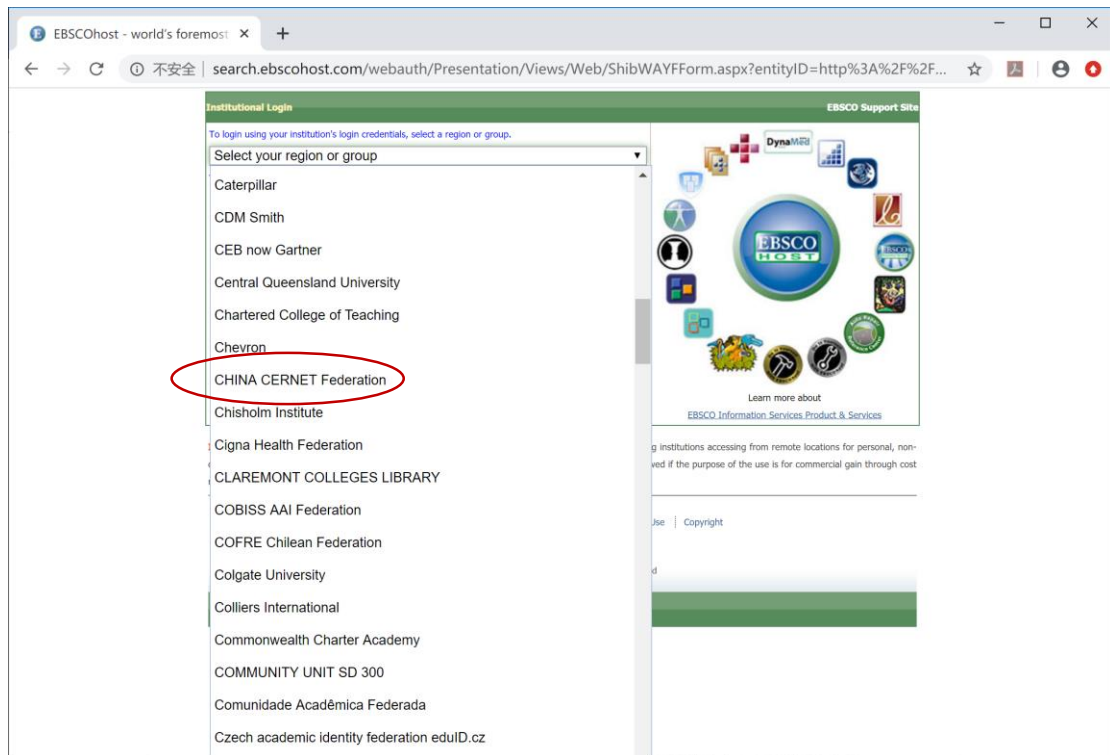 EBSCOhost - world's foremost
不安全 | search.ebscohost.com/webauth/Presentation/Views/Web/ShibWAYFForm.aspx?entityID=http%3A%2F%2F...
Institutional Login
EBSCO Support Site
To login using your institution's login credentials, select a region or group.
Select your region or group
Caterpillar
CDM Smith
CEB now Gartner
Central Queensland University
Chartered College of Teaching
Chevron
CHINA CERNET Federation
Chisholm Institute
Cigna Health Federation
CLAREMONT COLLEGES LIBRARY
COBISS AAI Federation
COFRE Chilean Federation
Colgate University
Colliers International
Commonwealth Charter Academy
COMMUNITY UNIT SD 300
Comunidade Acadêmica Federada
Czech academic identity federation eduID.cz
DynaMed
EBSCO
HOST
Learn more about
EBSCO Information Services Product & Services
g institutions accessing from remote locations for personal, non-
ved if the purpose of the use is for commercial gain through cost
Use | Copyright